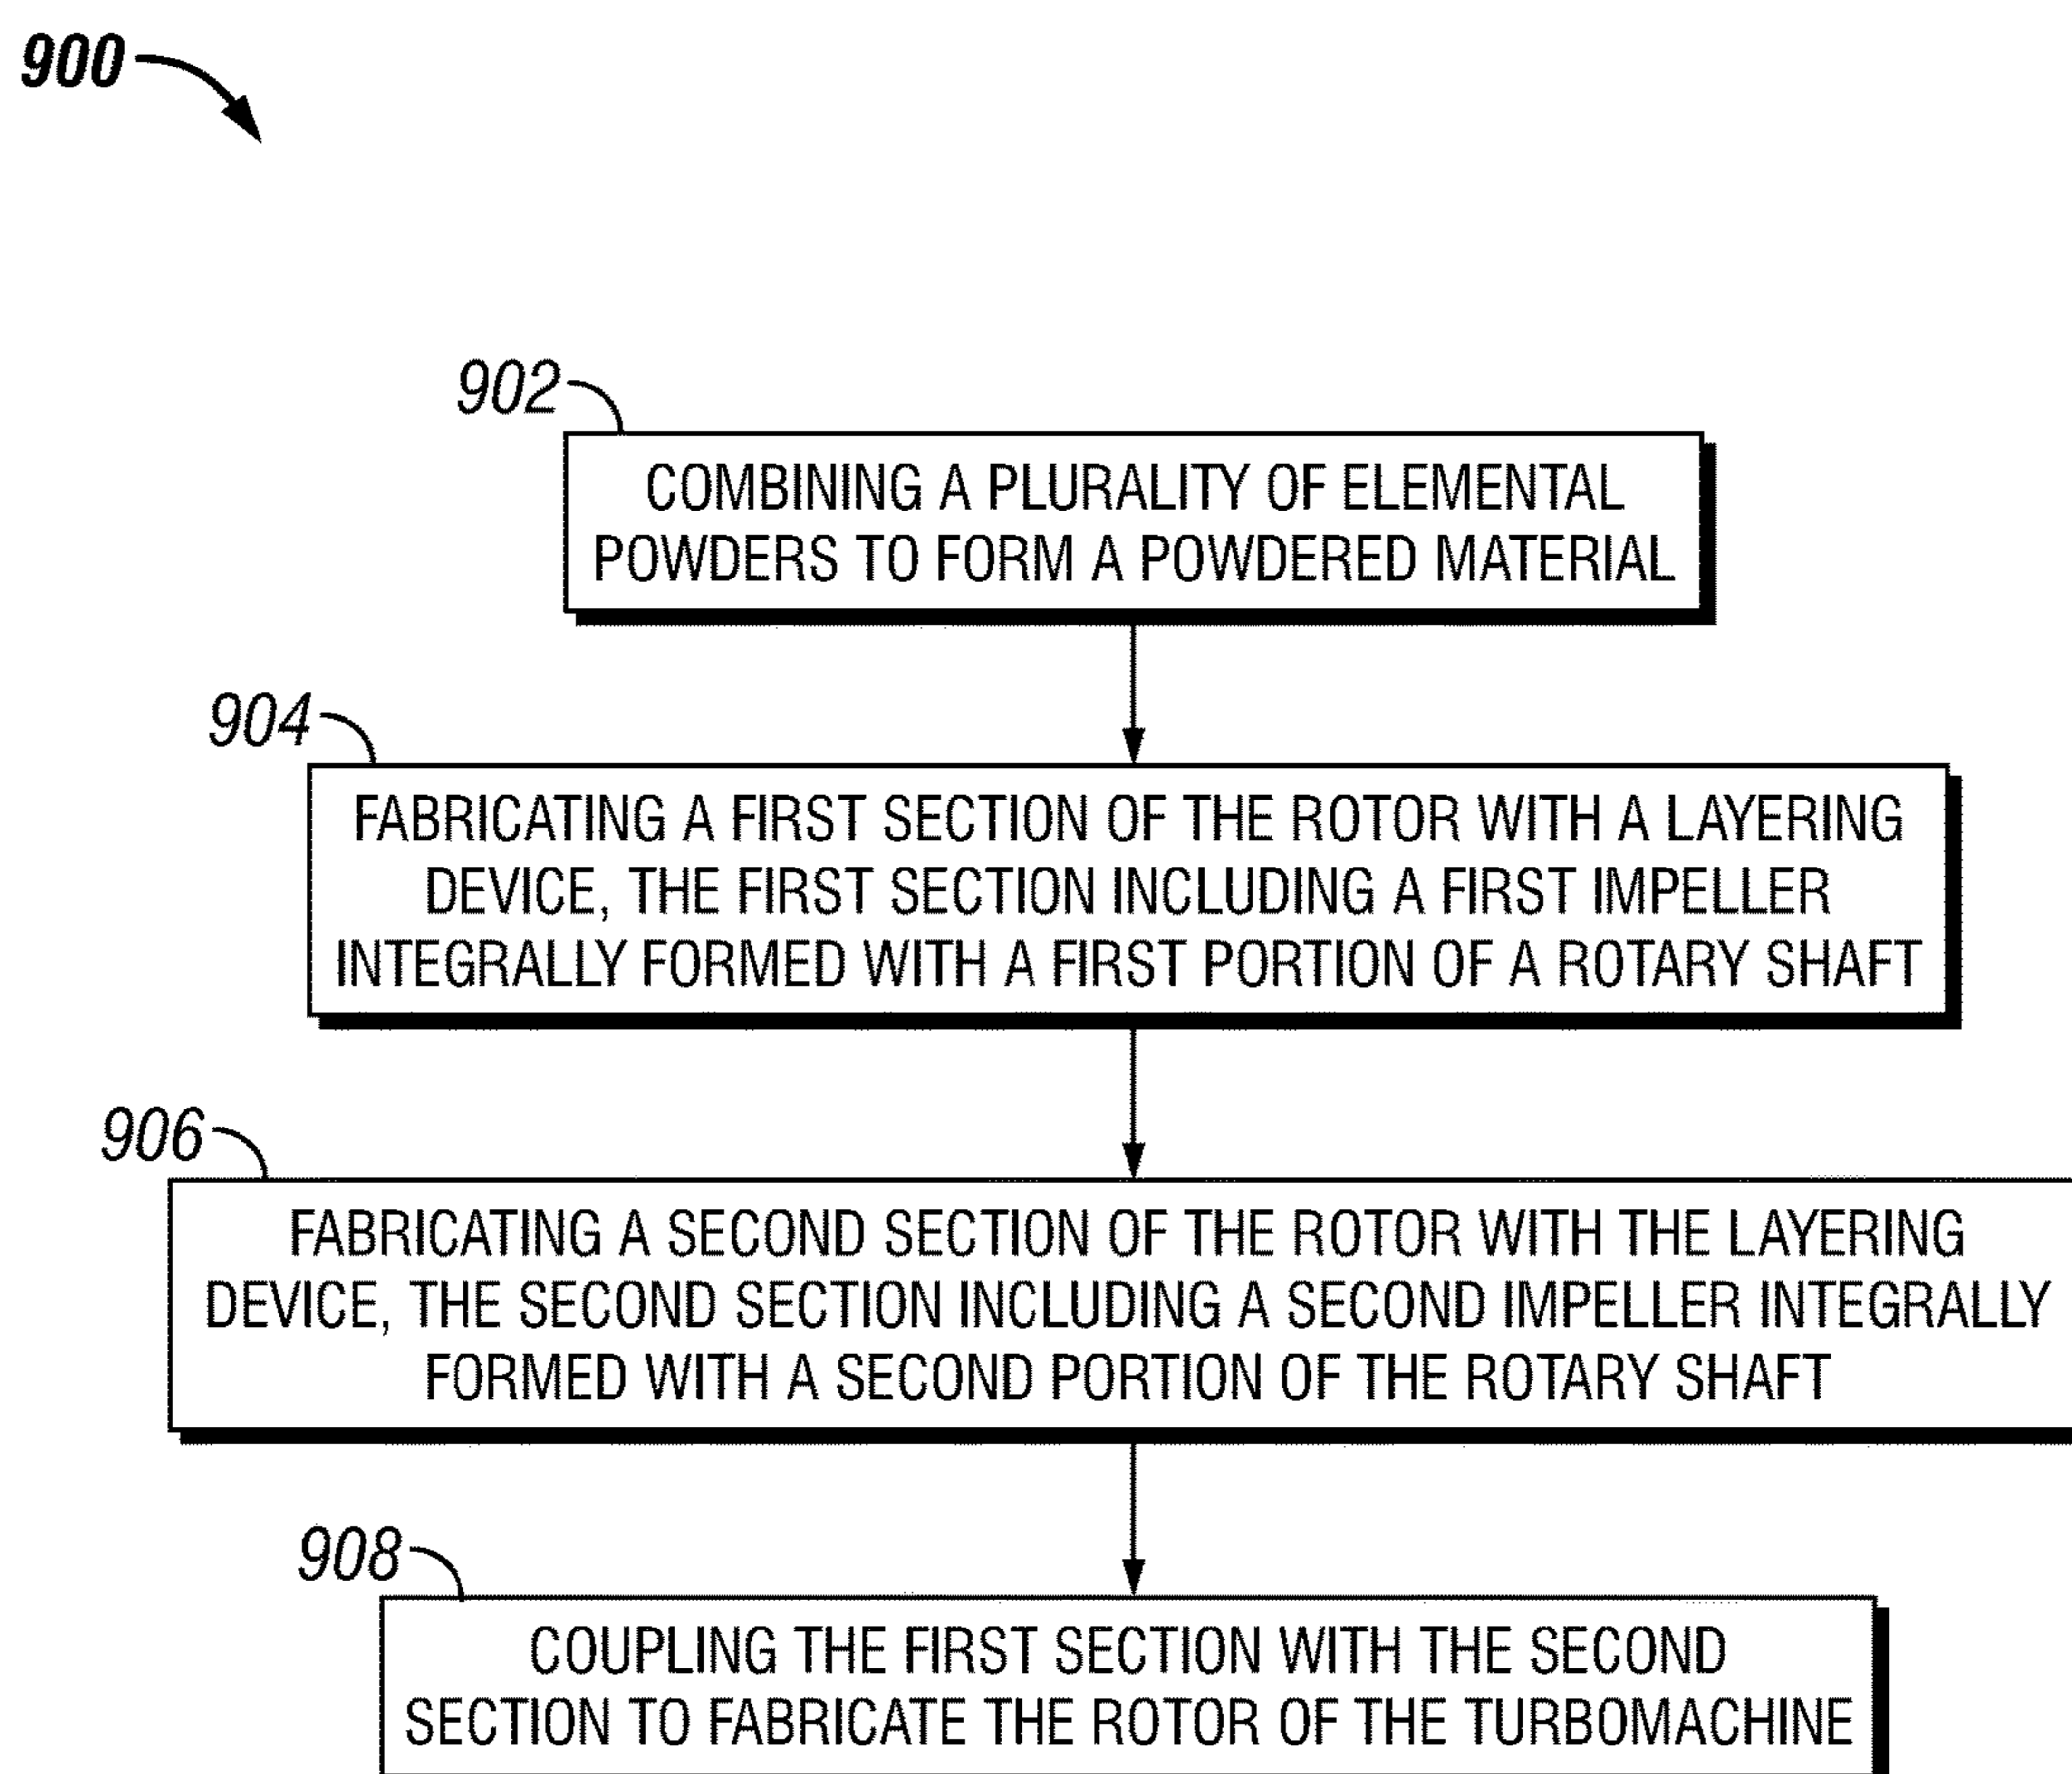 900
902
COMBINING A PLURALITY OF ELEMENTAL
POWDERS TO FORM A POWDERED MATERIAL
904
FABRICATING A FIRST SECTION OF THE ROTOR WITH A LAYERING
DEVICE, THE FIRST SECTION INCLUDING A FIRST IMPELLER
INTEGRALLY FORMED WITH A FIRST PORTION OF A ROTARY SHAFT
906
FABRICATING A SECOND SECTION OF THE ROTOR WITH THE LAYERING
DEVICE, THE SECOND SECTION INCLUDING A SECOND IMPELLER INTEGRALLY
FORMED WITH A SECOND PORTION OF THE ROTARY SHAFT
908
COUPLING THE FIRST SECTION WITH THE SECOND
SECTION TO FABRICATE THE ROTOR OF THE TURBOMACHINE